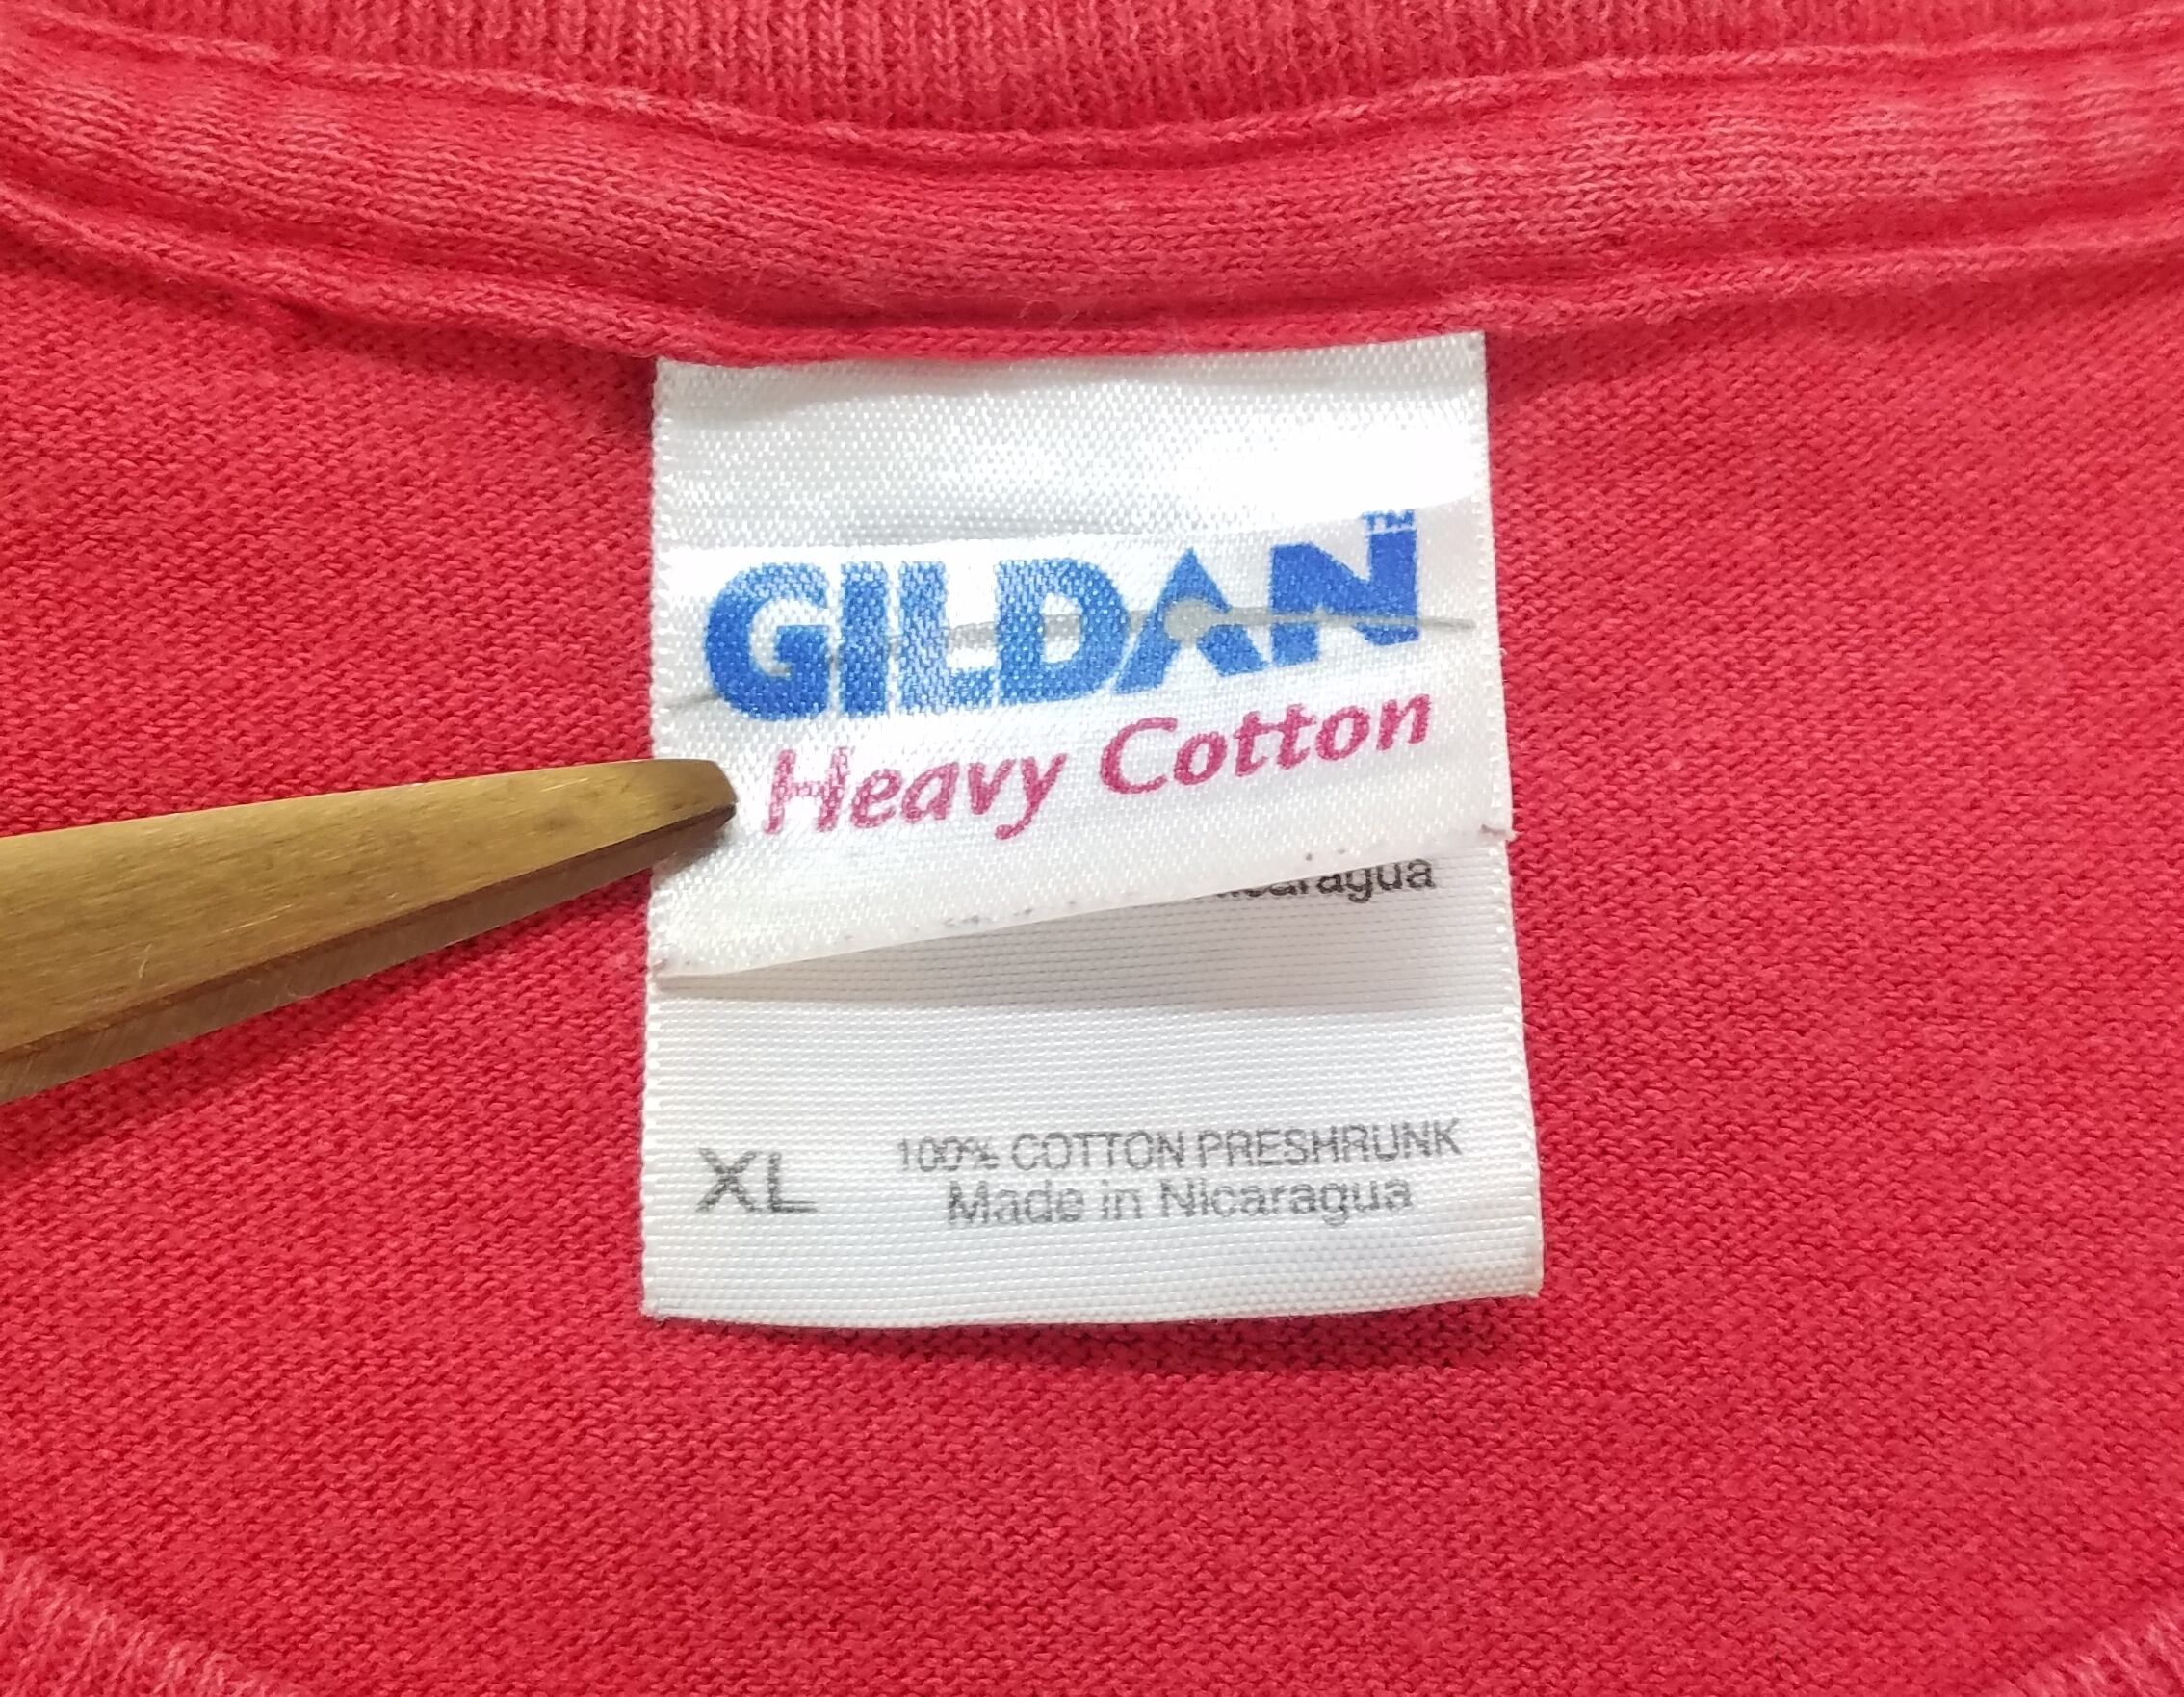 GILDAN™
Heavy Cotton
Nicaragua
XL
100% COTTON PRESHRUNK
Made in Nicaragua